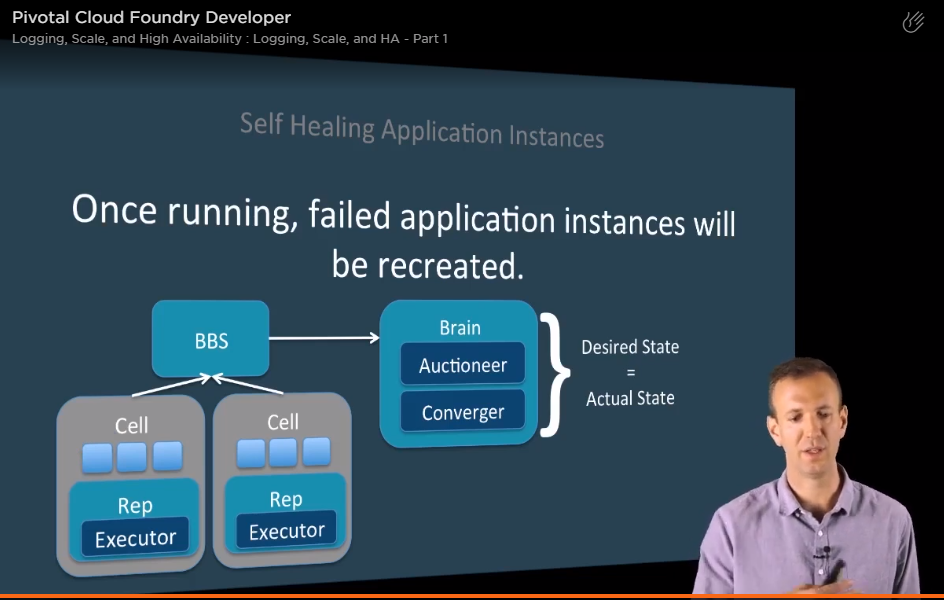 Pivotal Cloud Foundry Developer
Logging, Scale, and High Availability : Logging, Scale, and HA - Part 1
Self Healing Application Instances
Once running, failed application instances will
be recreated.
BBS
Brain
Auctioneer
Converger
Desired State
=
Actual State
Cell
Rep
Executor
Cell
Rep
Executor